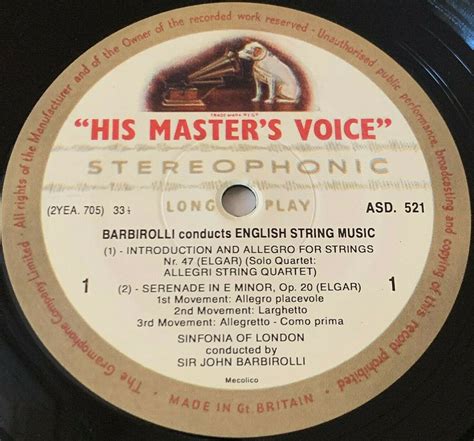 All rights of the Manufacturer and of the Owner of the recorded work reserved - Unauthorised public performance, broadcasting and copying of this record prohibited
TRADE MARK
"HIS MASTER'S VOICE"
STEREOPHONIC
(2YEA. 705) 33⅓
LONG PLAY
ASD. 521
BARBIROLLI conducts ENGLISH STRING MUSIC
(1) - INTRODUCTION AND ALLEGRO FOR STRINGS
Nr. 47 (ELGAR) (Solo Quartet:
ALLEGRI STRING QUARTET)
1
(2) - SERENADE IN E MINOR, Op. 20 (ELGAR)
1
1st Movement: Allegro placevole
2nd Movement: Larghetto
3rd Movement: Allegretto - Como prima
SINFONIA OF LONDON
conducted by
SIR JOHN BARBIROLLI
Mecolico
The Gramophone Company Limited -
- MADE IN Gt. BRITAIN -